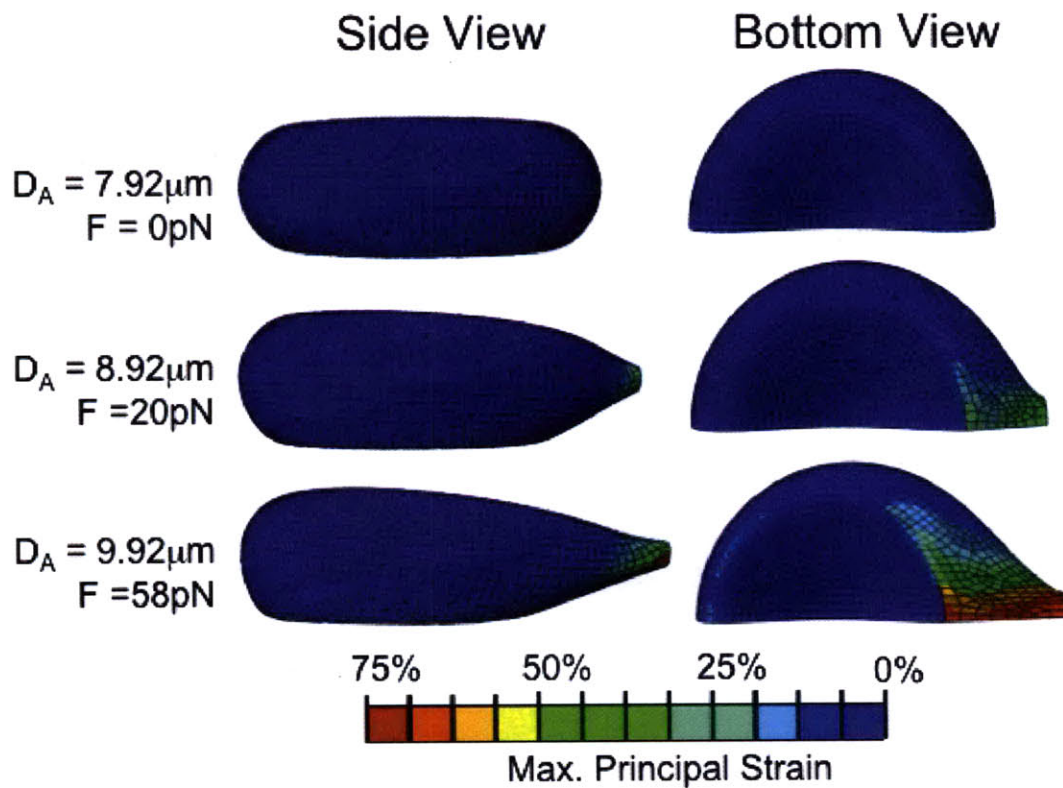 Side View
Bottom View
D_A = 7.92μm
F = 0pN
D_A = 8.92μm
F =20pN
D_A = 9.92μm
F =58pN
75% 50% 25% 0%
Max. Principal Strain